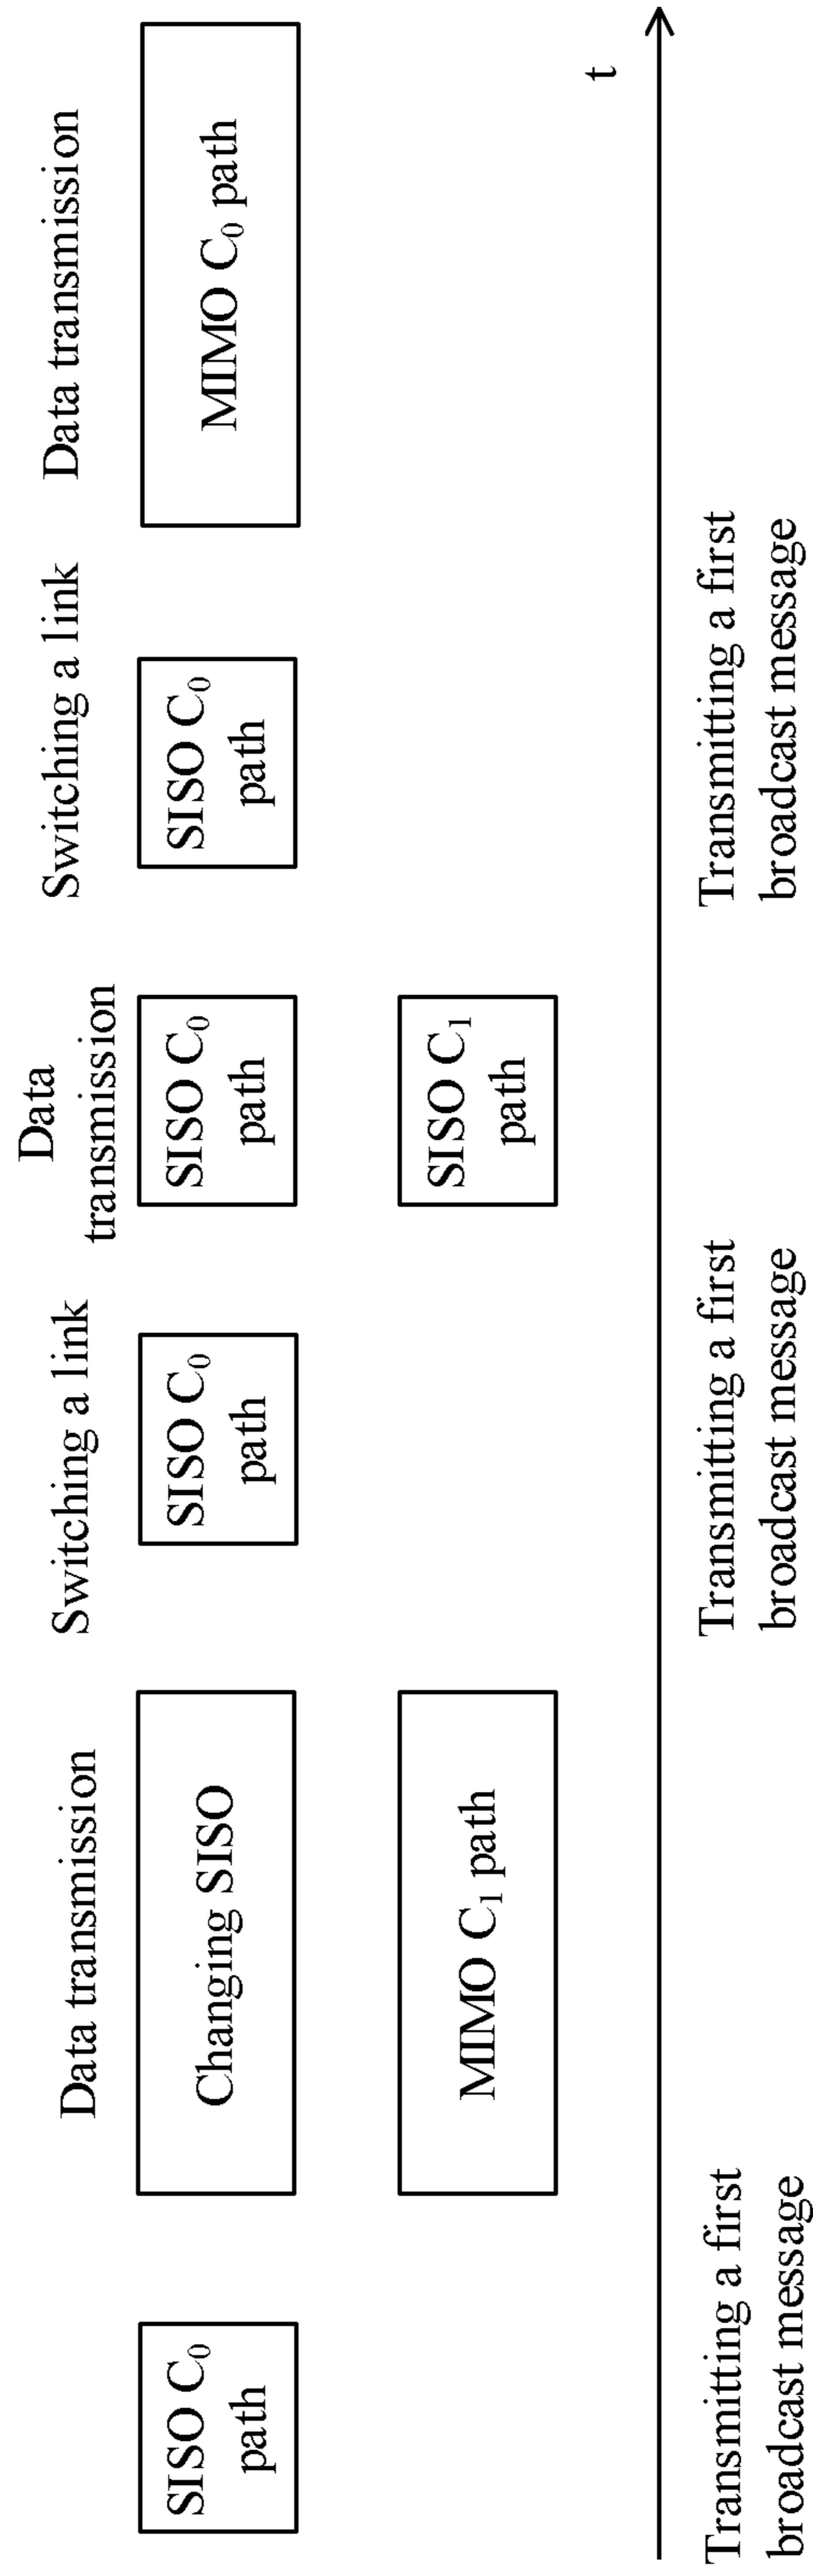 Data transmission
Switching a link
Data
transmission
Switching a link
Data transmission
SISO C₀
path
Changing SISO
SISO C₀
path
SISO C₀
path
SISO C₀
path
MIMO C₀ path
MIMO C₁ path
SISO C₁
path
t
Transmitting a first
broadcast message
Transmitting a first
broadcast message
Transmitting a first
broadcast message